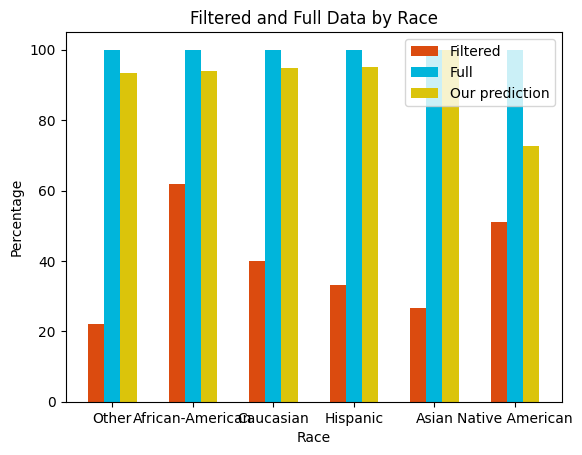 Filtered and Full Data by Race
Filtered
Full
Our prediction
Percentage
100
80
60
40
20
0
Other African-American Caucasian Hispanic Asian Native American
Race